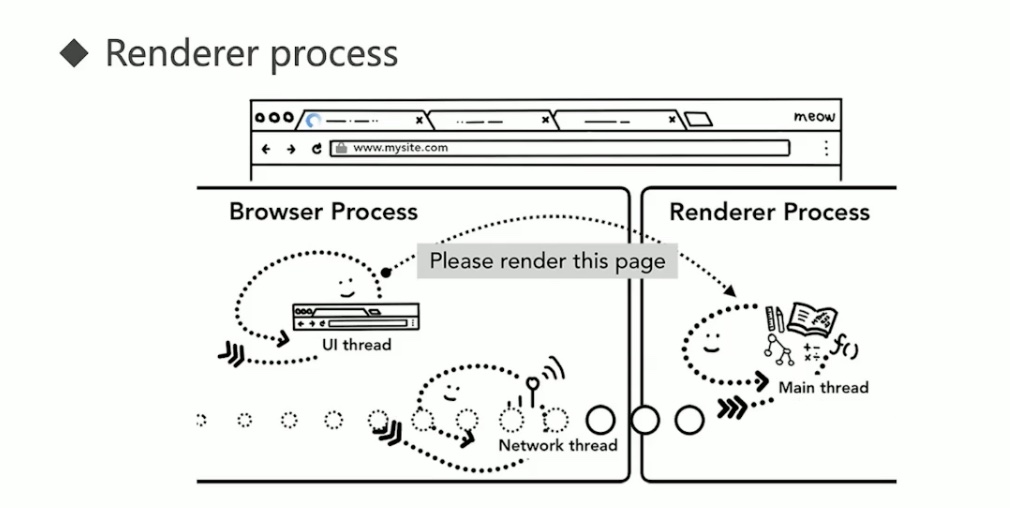 Renderer process
meow
www.mysite.com
Browser Process
Renderer Process
Please render this page
UI thread
f()
Main thread
Network thread